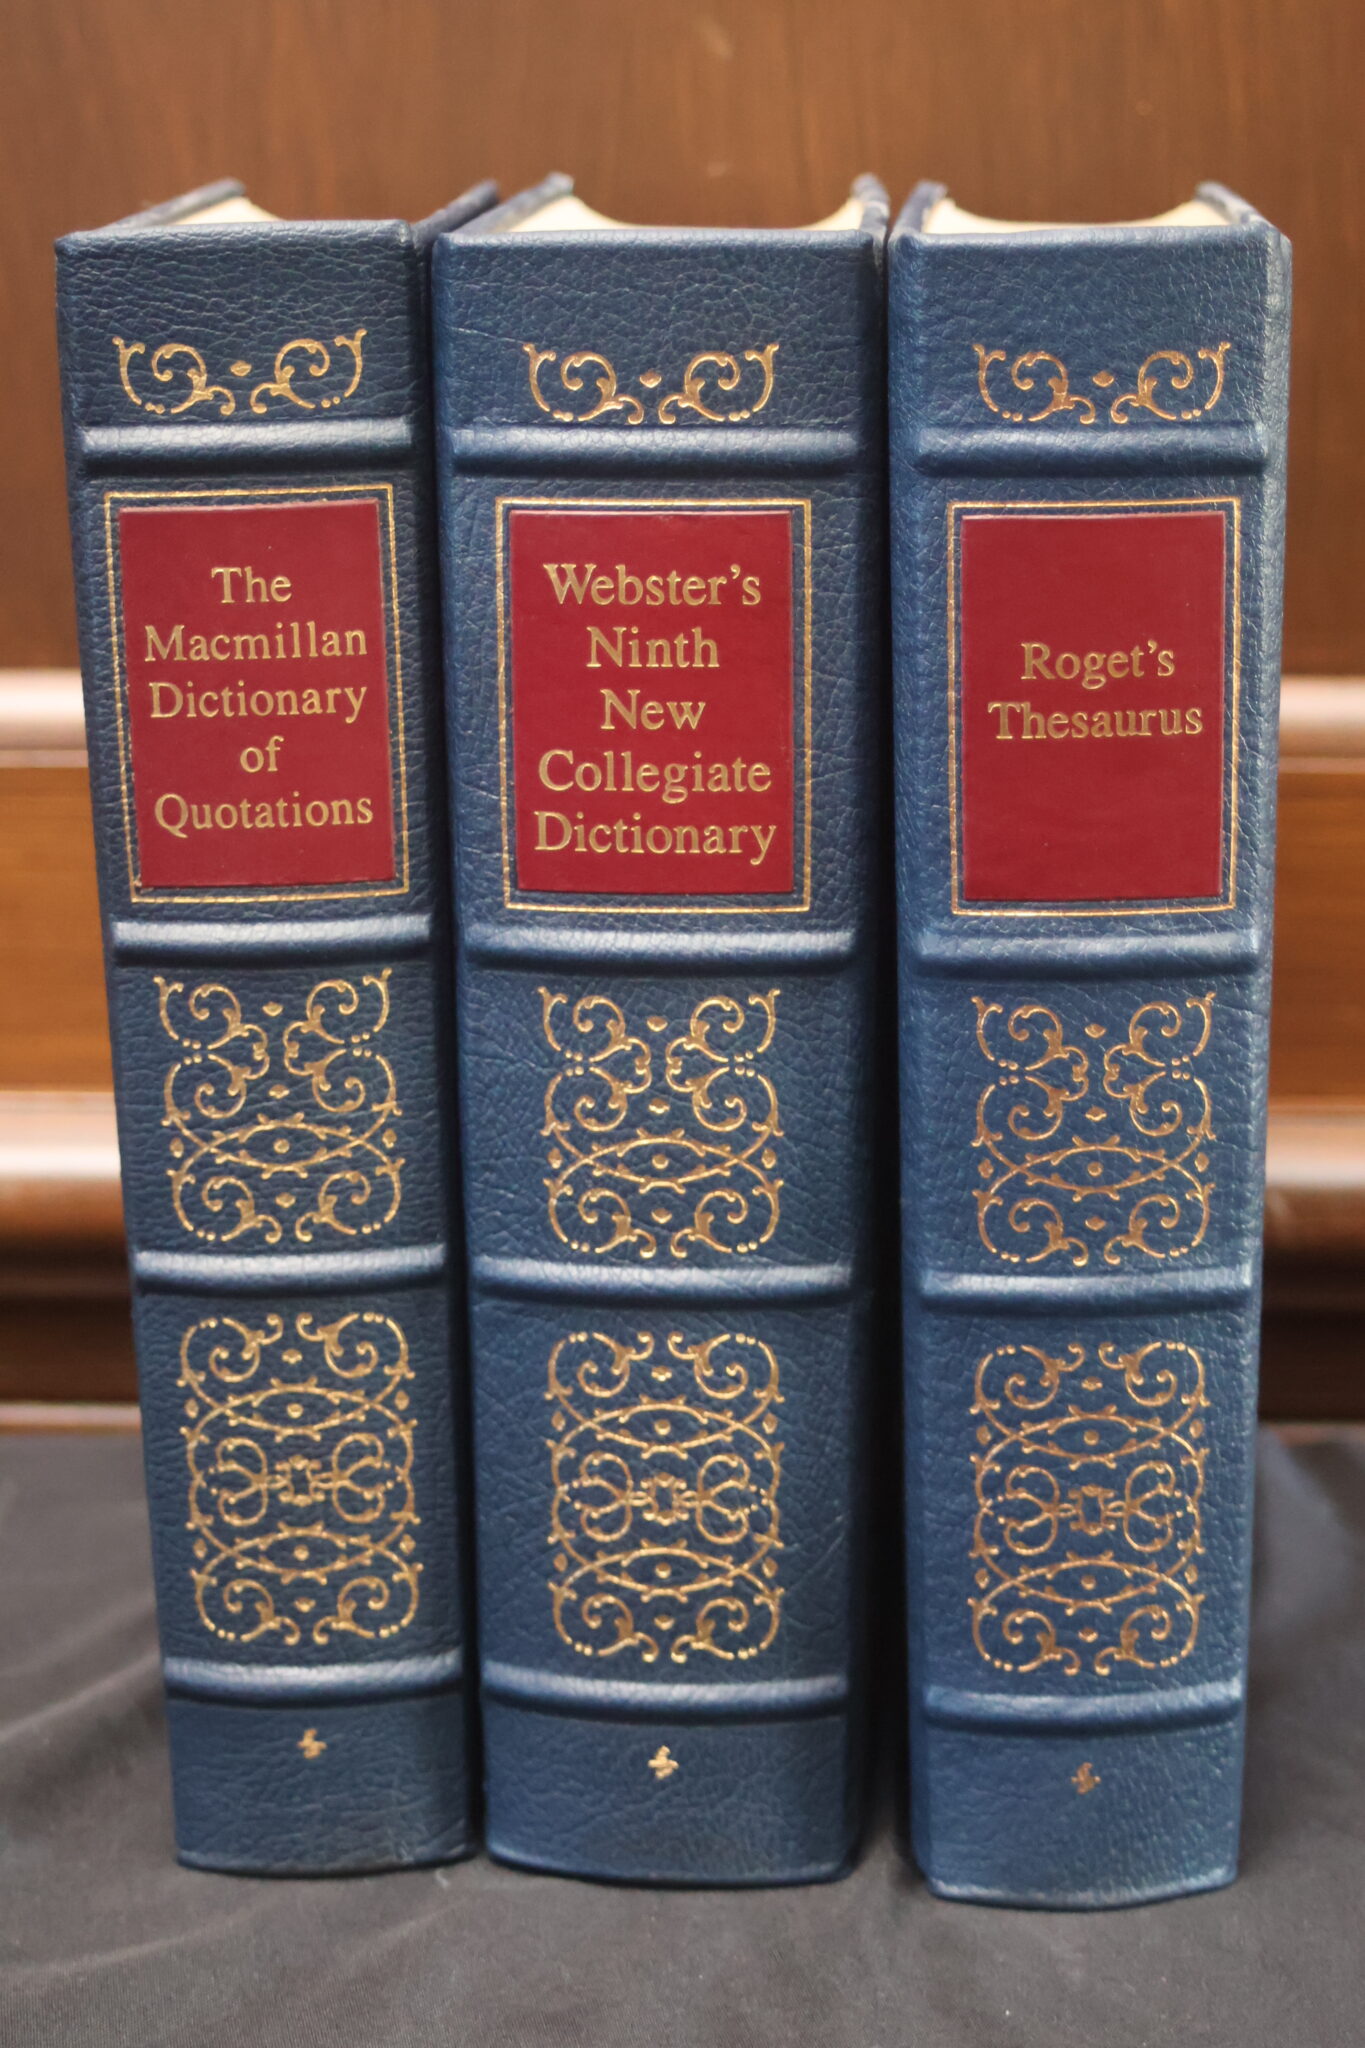 The
Macmillan
Dictionary
of
Quotations
Webster's
Ninth
New
Collegiate
Dictionary
Roget's
Thesaurus